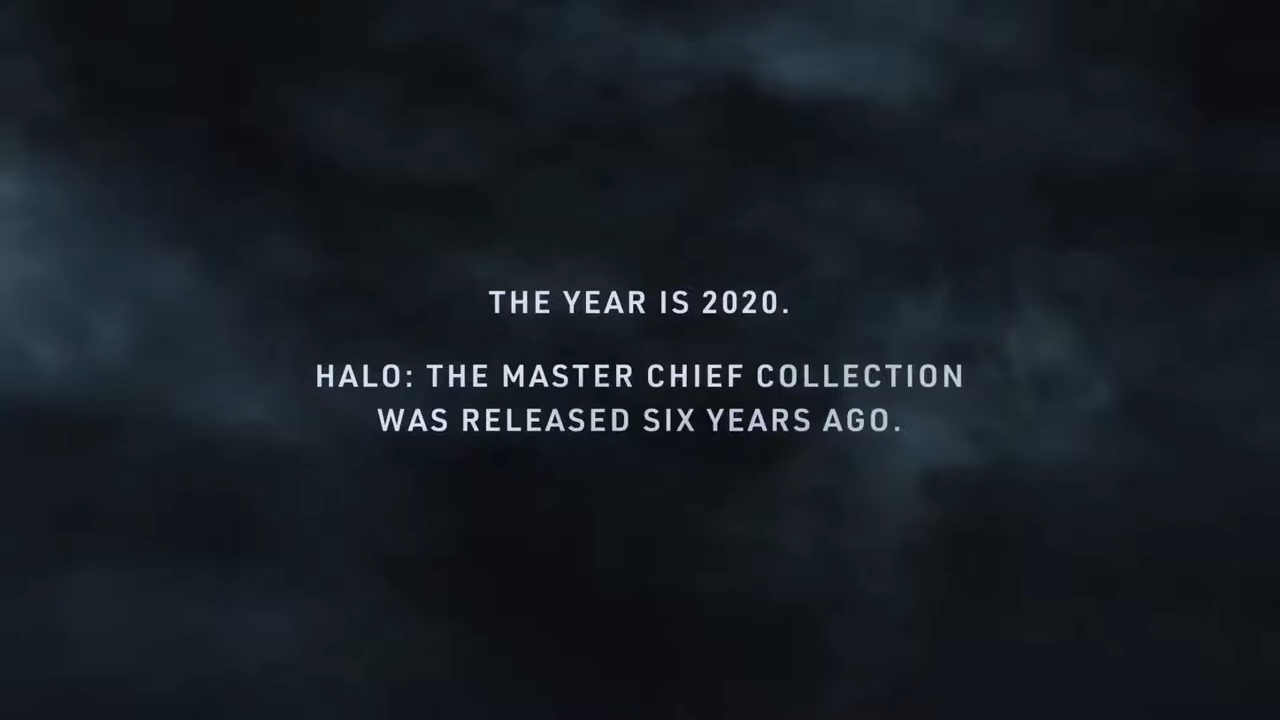 THE YEAR IS 2020.
HALO: THE MASTER CHIEF COLLECTION
WAS RELEASED SIX YEARS AGO.